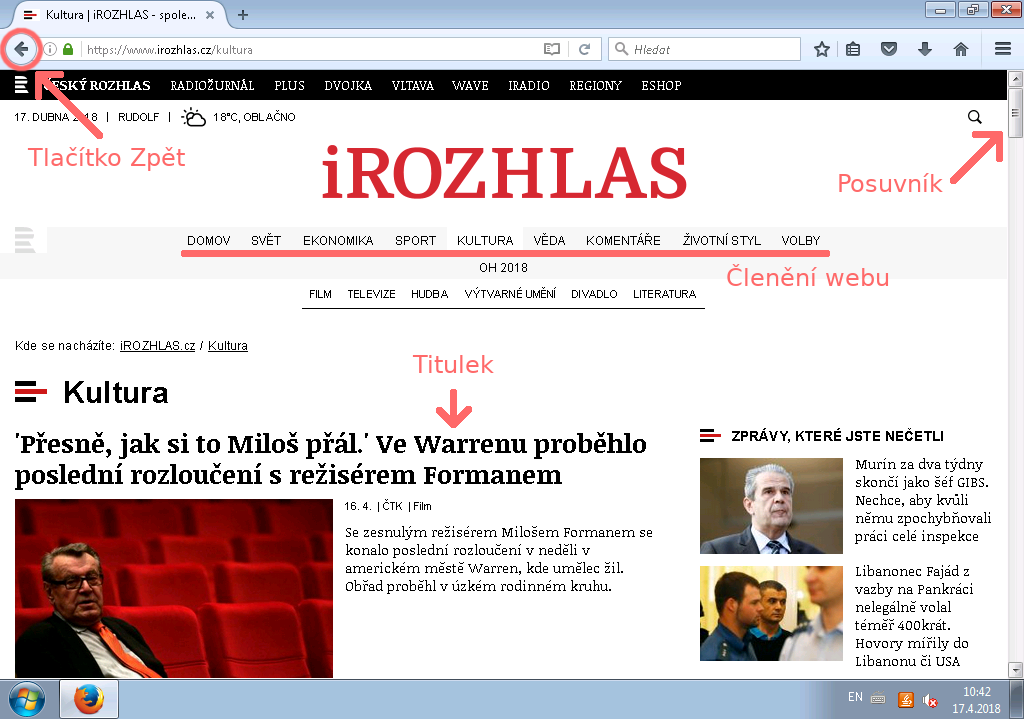 Kultura | iROZHLAS - spole...
https://www.irozhlas.cz/kultura
Hledat
ESKÝ ROZHLAS RADIOŽURNÁL PLUS DVOJKA VLTAVA WAVE IRADIO REGIONY ESHOP
17. DUBNA 2018 | RUDOLF | 18°C, OBLAČNO
Tlačítko Zpět
iROZHLAS
Posuvník
DOMOV SVĚT EKONOMIKA SPORT KULTURA VĚDA KOMENTÁŘE ŽIVOTNÍ STYL VOLBY
OH 2018
Členění webu
FILM TELEVIZE HUDBA VÝTVARNÉ UMĚNÍ DIVADLO LITERATURA
Kde se nacházíte: iROZHLAS.cz / Kultura
Titulek
Kultura
'Přesně, jak si to Miloš přál.' Ve Warrenu proběhlo
poslední rozloučení s režisérem Formanem
16. 4. | ČTK | Film
Se zesnulým režisérem Milošem Formanem se
konalo poslední rozloučení v neděli v
americkém městě Warren, kde umělec žil.
Obřad proběhl v úzkém rodinném kruhu.
ZPRÁVY, KTERÉ JSTE NEČETLI
Murín za dva týdny
skončí jako šéf GIBS.
Nechce, aby kvůli
němu zpochybňovali
práci celé inspekce
Libanonec Fajád z
vazby na Pankráci
nelegálně volal
téměř 400krát.
Hovory mířily do
Libanonu či USA
EN
10:42
17.4.2018